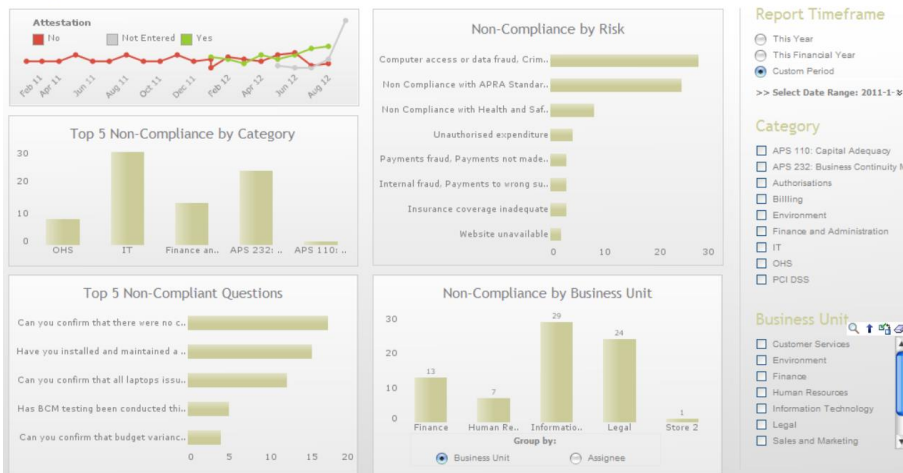 Attestation
No Not Entered Yes
Feb 11 Apr 11 Jun 11 Aug 11 Oct 11 Dec 11 Feb 12 Apr 12 Jun 12 Aug 12
Top 5 Non-Compliance by Category
30
20
10
0
OHS IT Finance an.. APS 232: .. APS 110: ..
Top 5 Non-Compliant Questions
Can you confirm that there were no c..
Have you installed and maintained a ..
Can you confirm that all laptops issu..
Has BCM testing been conducted thi..
Can you confirm that budget varianc..
0 5 10 15 20
Non-Compliance by Risk
Computer access or data fraud, Crim..
Non Compliance with APRA Standar..
Non Compliance with Health and Saf..
Unauthorised expenditure
Payments fraud, Payments not made..
Internal fraud, Payments to wrong su..
Insurance coverage inadequate
Website unavailable
0 10 20 30
Non-Compliance by Business Unit
30
20
10
0
13 7 29 24 1
Finance Human Re.. Informatio.. Legal Store 2
Group by:
Business Unit Assignee
Report Timeframe
This Year
This Financial Year
Custom Period
>> Select Date Range: 2011-1-
Category
APS 110: Capital Adequacy
APS 232: Business Continuity M
Authorisations
Billling
Environment
Finance and Administration
IT
OHS
PCI DSS
Business Unit
Customer Services
Environment
Finance
Human Resources
Information Technology
Legal
Sales and Marketing